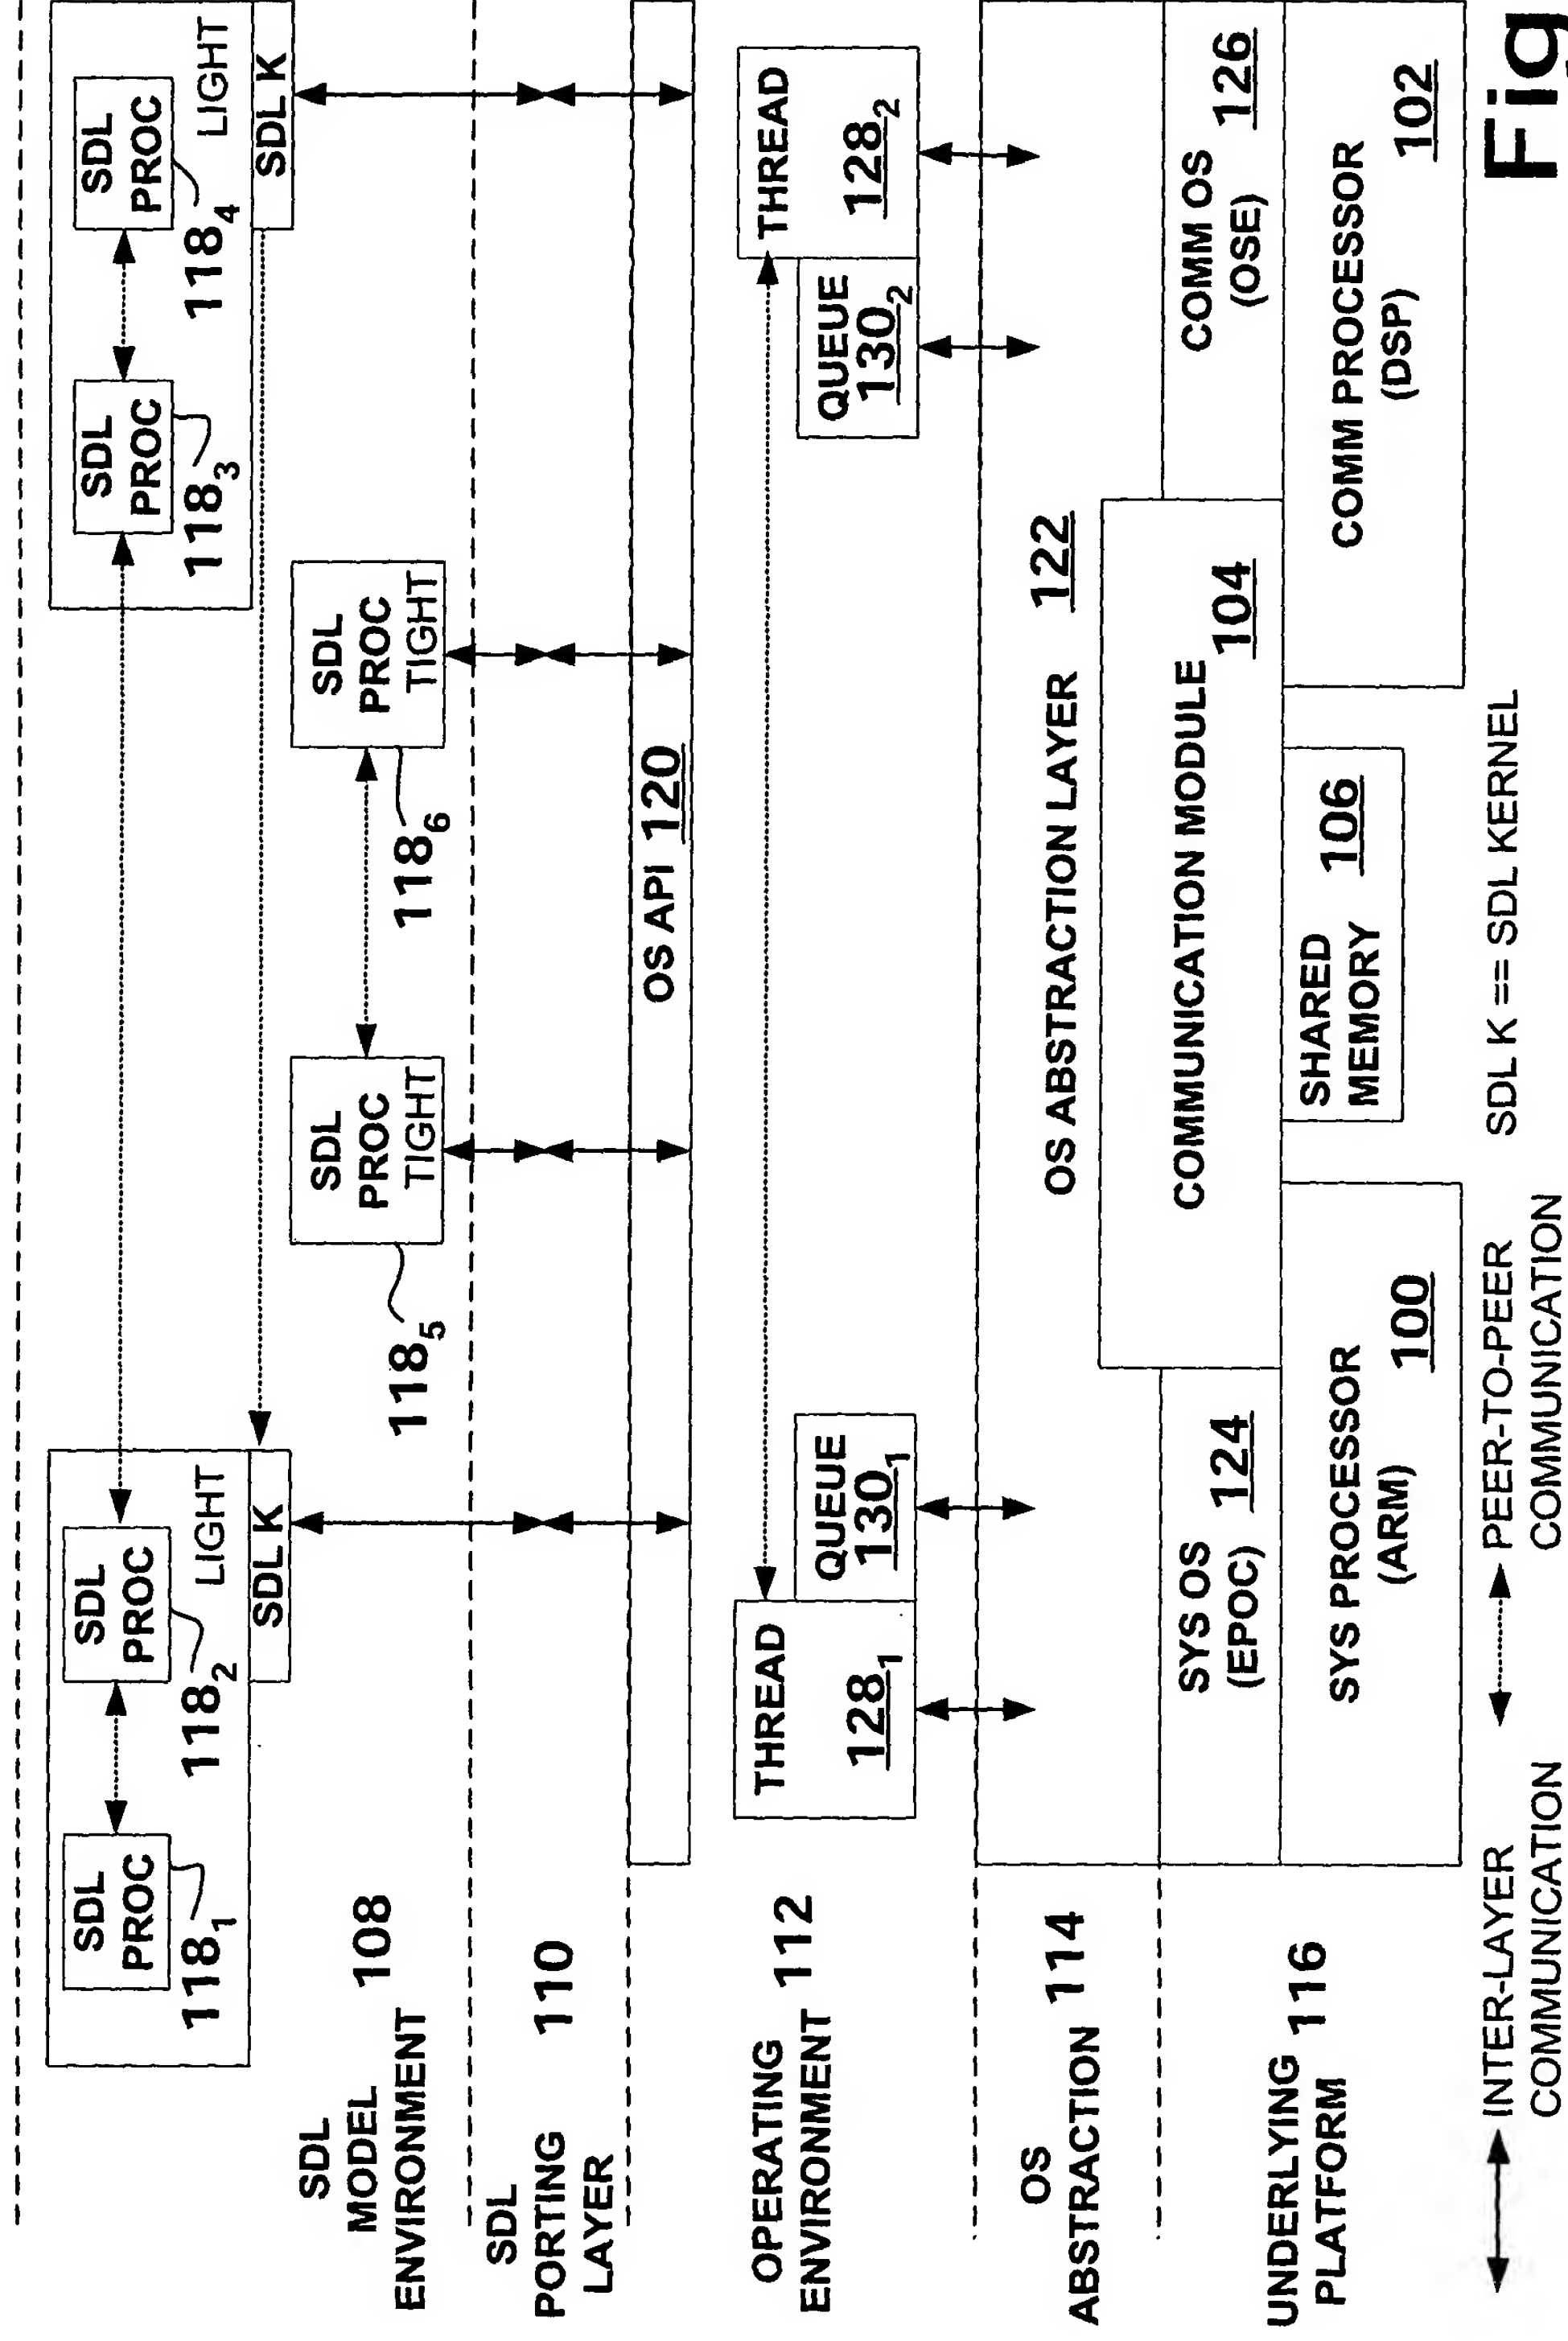 SDL
PROC
118₁
SDL
PROC
118₂
LIGHT
SDL K
SDL
PROC
118₃
SDL
PROC
118₄
LIGHT
SDL K
SDL
MODEL
ENVIRONMENT
108
SDL
PROC
TIGHT
118₅
SDL
PROC
TIGHT
118₆
SDL
PORTING
LAYER
110
OS API 120
OPERATING
ENVIRONMENT
112
THREAD
128₁
QUEUE
130₁
QUEUE
130₂
THREAD
128₂
OS
ABSTRACTION
114
OS ABSTRACTION LAYER 122
UNDERLYING
PLATFORM
116
SYS OS
(EPOC)
124
COMMUNICATION MODULE
104
COMM OS
(OSE)
126
SYS PROCESSOR
(ARM)
100
SHARED
MEMORY
106
COMM PROCESSOR
(DSP)
102
INTER-LAYER
COMMUNICATION
PEER-TO-PEER
COMMUNICATION
SDL K == SDL KERNEL
Fig